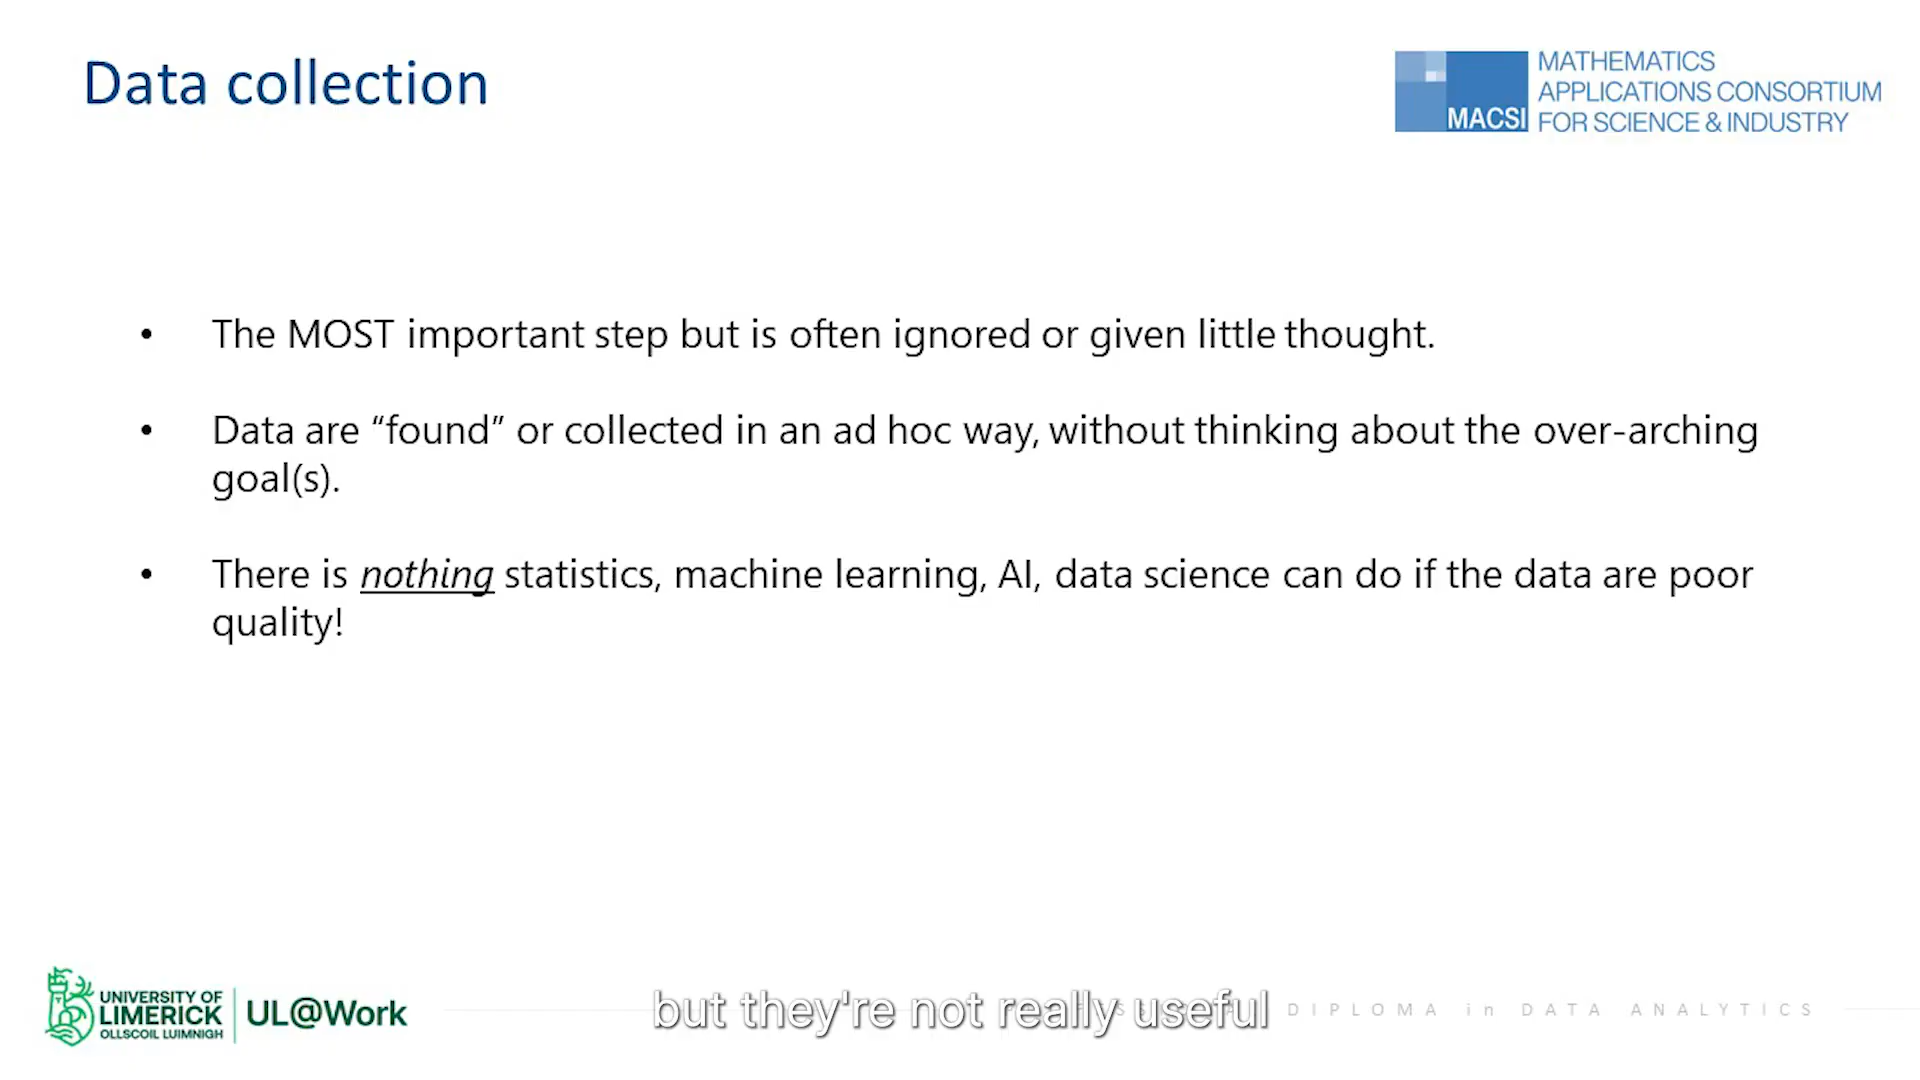 Data collection
MACSI
MATHEMATICS
APPLICATIONS CONSORTIUM
FOR SCIENCE & INDUSTRY
• The MOST important step but is often ignored or given little thought.
• Data are “found” or collected in an ad hoc way, without thinking about the over-arching
goal(s).
• There is nothing statistics, machine learning, AI, data science can do if the data are poor
quality!
UNIVERSITY OF
LIMERICK
OLLSCOIL LUIMNIGH
UL@Work
but they're not really useful
DIPLOMA in DATA ANALYTICS